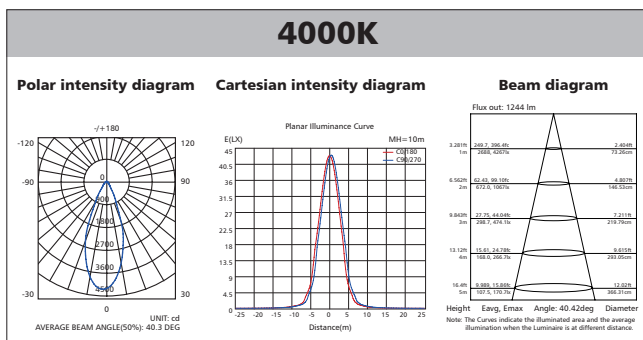 4000K
Polar intensity diagram
-/+180
-120
120
-90
90
-30
30
0
0
900
1800
2700
3600
4500
UNIT: cd
AVERAGE BEAM ANGLE(50%): 40.3 DEG
Cartesian intensity diagram
Planar Illuminance Curve
E(LX)
MH=10m
C0/180
C90/270
45
40.5
36
31.5
27
22.5
18
13.5
9
4.5
0
-25 -20 -15 -10 -5 0 5 10 15 20 25
Distance(m)
Beam diagram
Flux out: 1244 lm
3.281ft 249.7, 396.4fc 2.404ft
1m 2688, 4267lx 73.26cm
6.562ft 62.43, 99.10fc 4.807ft
2m 672.0, 1067lx 146.53cm
9.843ft 27.75, 44.04fc 7.211ft
3m 298.7, 474.1lx 219.79cm
13.12ft 15.61, 24.78fc 9.615ft
4m 168.0, 266.7lx 293.05cm
16.4ft 9.989, 15.86fc 12.02ft
5m 107.5, 170.7lx 366.31cm
Height Eavg, Emax Angle: 40.42deg Diameter
Note: The Curves indicate the illuminated area and the average
illumination when the Luminaire is at different distance.